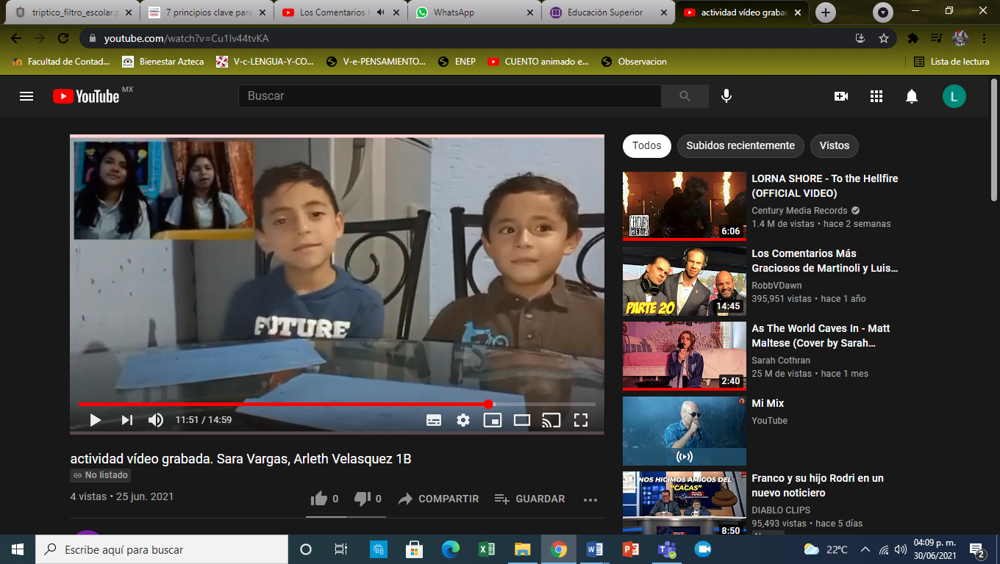 triptico_filtro_escolar.p
7 principios clave para
Los Comentarios M
WhatsApp
Educación Superior
actividad vídeo grabad
youtube.com/watch?v=Cu1Iv44tvKA
Facultad de Contad...
Bienestar Azteca
V-c-LENGUA-Y-CO...
V-e-PENSAMIENTO...
ENEP
CUENTO animado e...
Observacion
Lista de lectura
YouTube MX
Buscar
L
FUTURE
11:51 / 14:59
actividad vídeo grabada. Sara Vargas, Arleth Velasquez 1B
No listado
4 vistas • 25 jun. 2021
0
0
COMPARTIR
GUARDAR
Todos
Subidos recientemente
Vistos
CENTURY MEDIA
6:06
LORNA SHORE - To the Hellfire
(OFFICIAL VIDEO)
Century Media Records
1.4 M de vistas • hace 2 semanas
PARTE 20
14:45
Los Comentarios Más
Graciosos de Martinoli y Luis...
RobbVDawn
395,951 vistas • hace 1 año
2:40
As The World Caves In - Matt
Maltese (Cover by Sarah...
Sarah Cothran
25 M de vistas • hace 1 mes
Mi Mix
YouTube
NOS HICIMOS AMIGOS DEL
"CACAS"
RNG
8:50
Franco y su hijo Rodri en un
nuevo noticiero
DIABLO CLIPS
95,493 vistas • hace 5 días
Escribe aquí para buscar
22°C
04:09 p. m.
30/06/2021
2